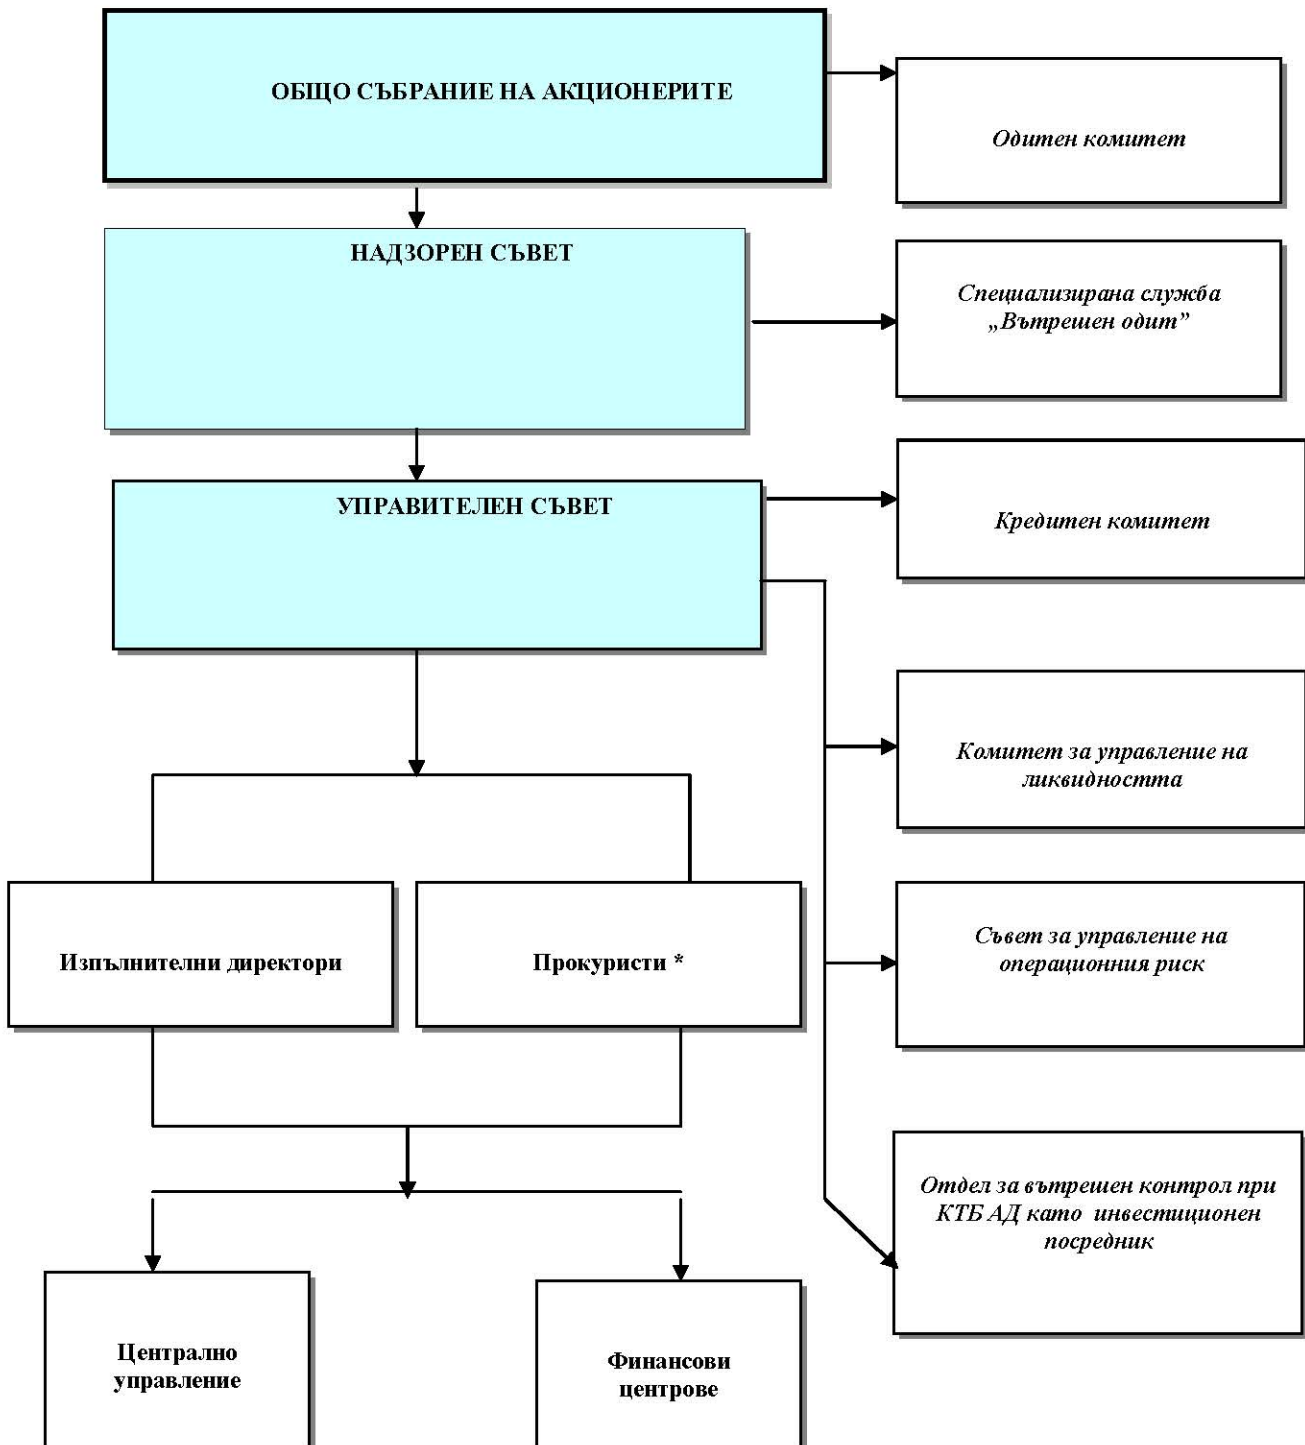 ОБЩО СЪБРАНИЕ НА АКЦИОНЕРИТЕ
Одитен комитет
НАДЗОРЕН СЪВЕТ
Специализирана служба
„Вътрешен одит”
УПРАВИТЕЛЕН СЪВЕТ
Кредитен комитет
Комитет за управление на
ликвидността
Изпълнителни директори
Прокуристи *
Съвет за управление на
операционния риск
Отдел за вътрешен контрол при
КТБ АД като инвестиционен
посредник
Централно
управление
Финансови
центрове